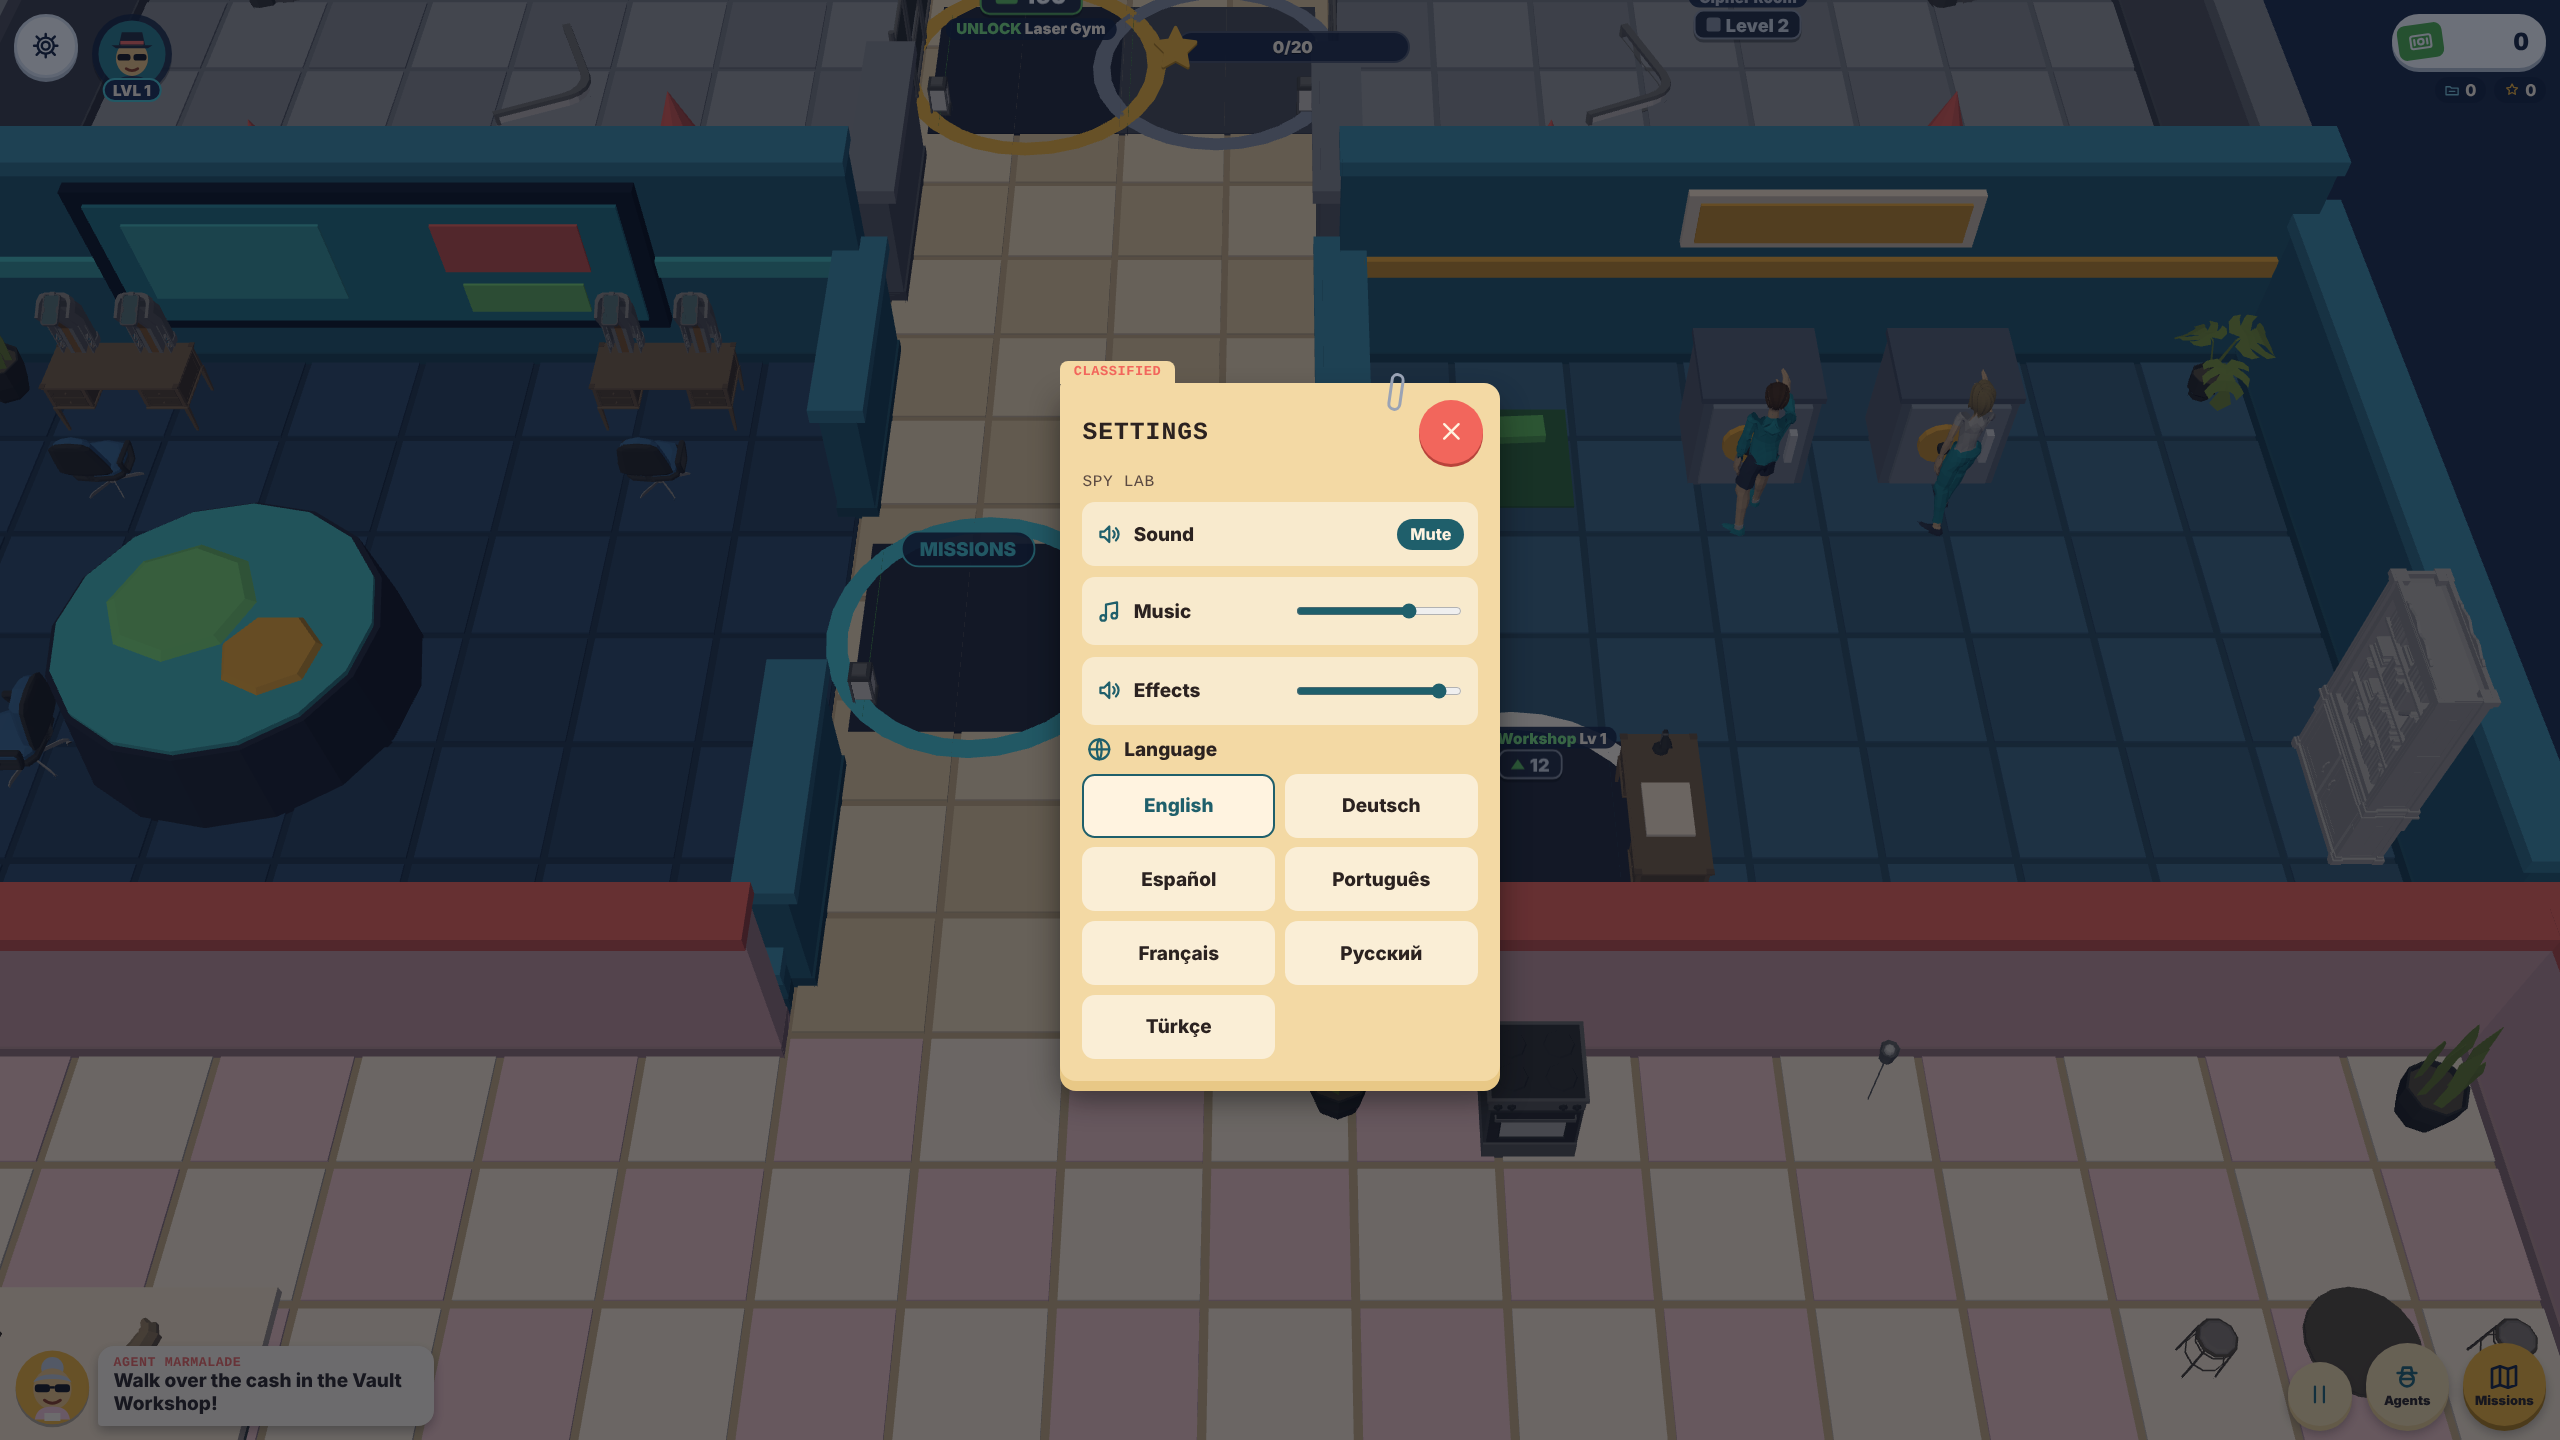 UNLOCK Laser Gym
0/20
Level 2
0
LVL 1
0
0
CLASSIFIED
SETTINGS
SPY LAB
Sound
Mute
Music
Effects
MISSIONS
Language
English
Deutsch
Español
Português
Français
Русский
Türkçe
Workshop Lv 1
12
AGENT MARMALADE
Walk over the cash in the Vault
Workshop!
Agents
Missions